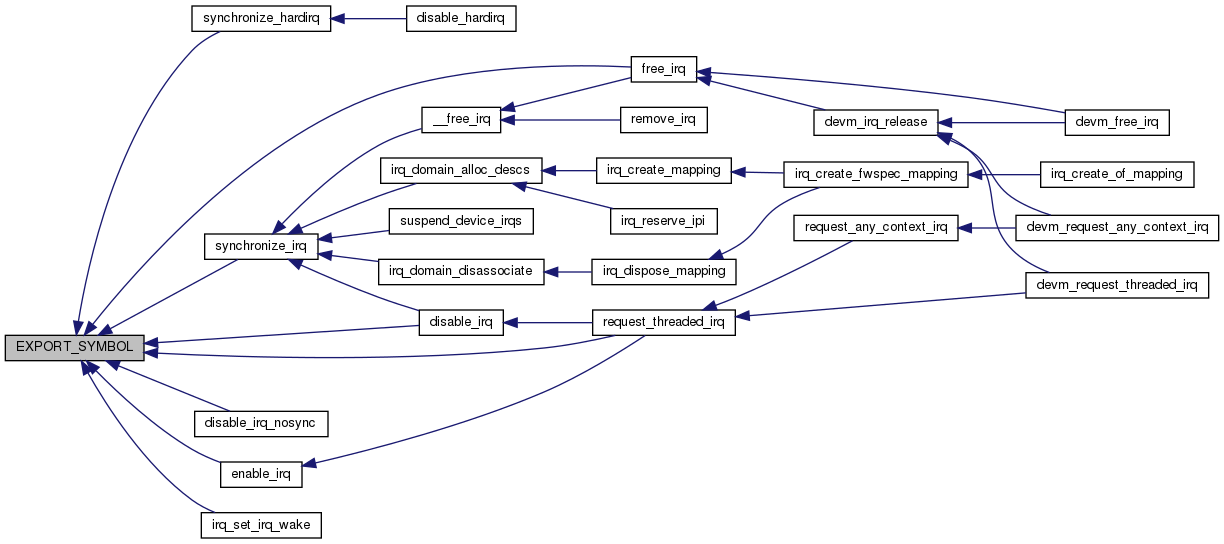 synchronize_hardirq
disable_hardirq
free_irq
__free_irq
remove_irq
devm_irq_release
devm_free_irq
irq_domain_alloc_descs
irq_create_mapping
irq_create_fwspec_mapping
irq_create_of_mapping
suspend_device_irqs
irq_reserve_ipi
request_any_context_irq
devm_request_any_context_irq
synchronize_irq
irq_domain_disassociate
irq_dispose_mapping
devm_request_threaded_irq
disable_irq
request_threaded_irq
EXPORT_SYMBOL
disable_irq_nosync
enable_irq
irq_set_irq_wake